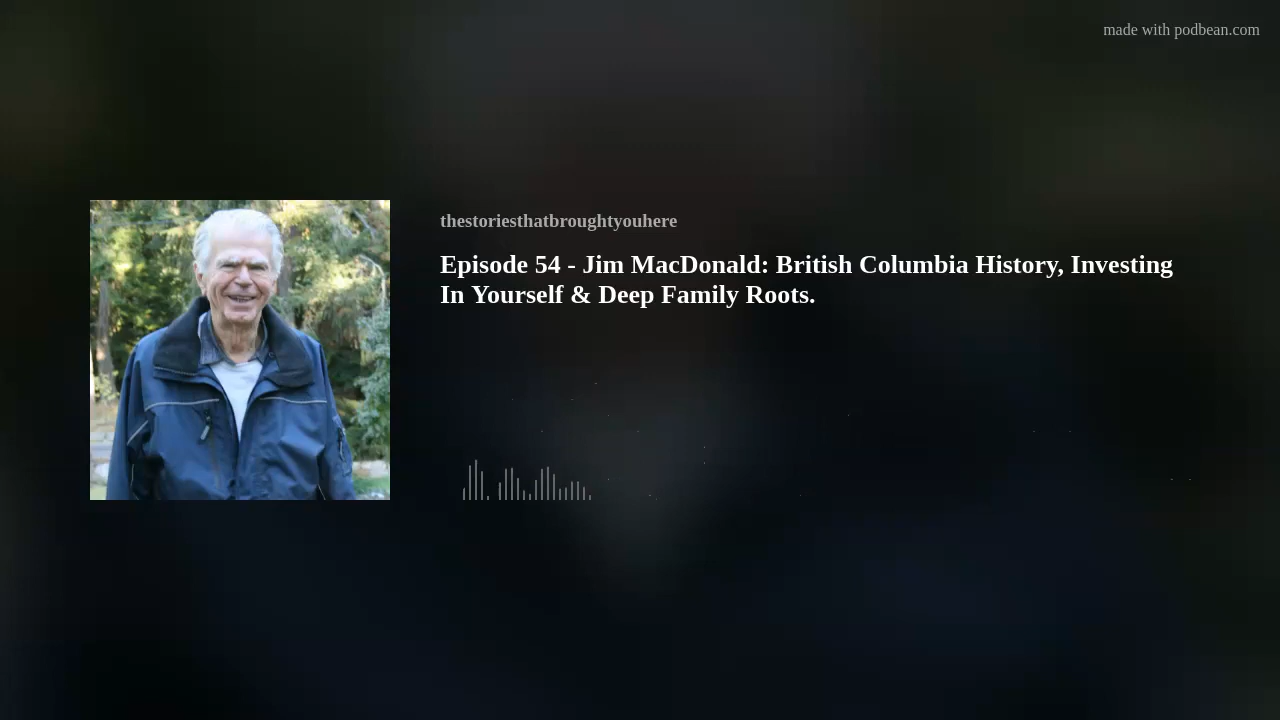 made with podbean.com
thestoriesthatbroughtyouhere
Episode 54 - Jim MacDonald: British Columbia History, Investing
In Yourself & Deep Family Roots.